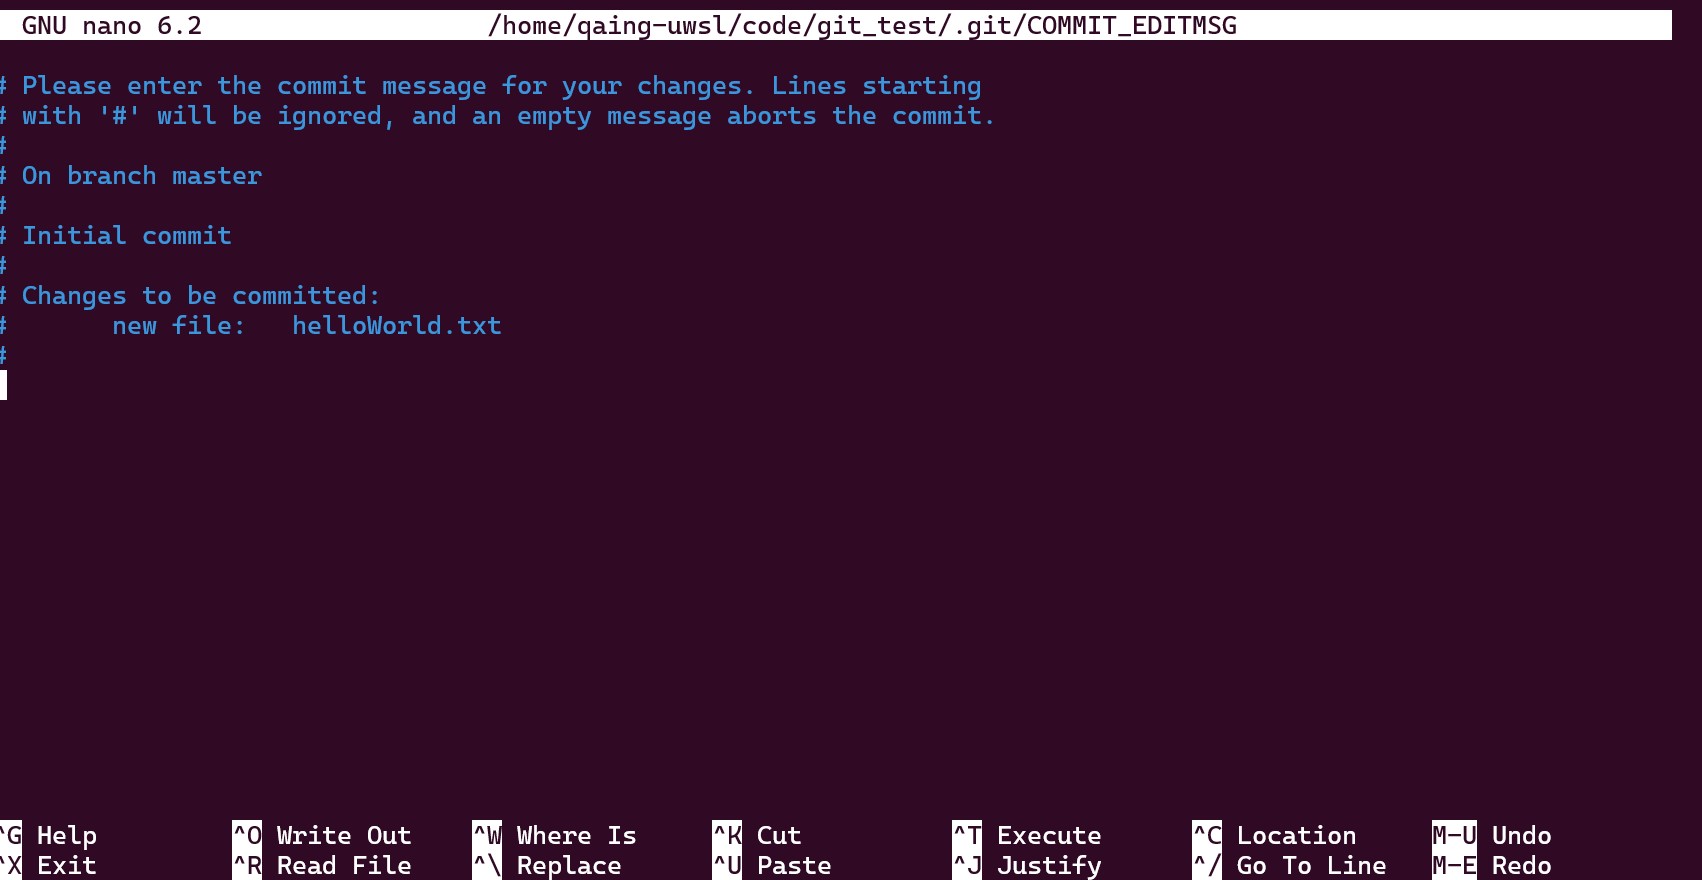 GNU nano 6.2 /home/qaing-uwsl/code/git_test/.git/COMMIT_EDITMSG
# Please enter the commit message for your changes. Lines starting
# with '#' will be ignored, and an empty message aborts the commit.
#
# On branch master
#
# Initial commit
#
# Changes to be committed:
#       new file:   helloWorld.txt
#
^G Help ^O Write Out ^W Where Is ^K Cut ^T Execute ^C Location M-U Undo
^X Exit ^R Read File ^\ Replace ^U Paste ^J Justify ^/ Go To Line M-E Redo